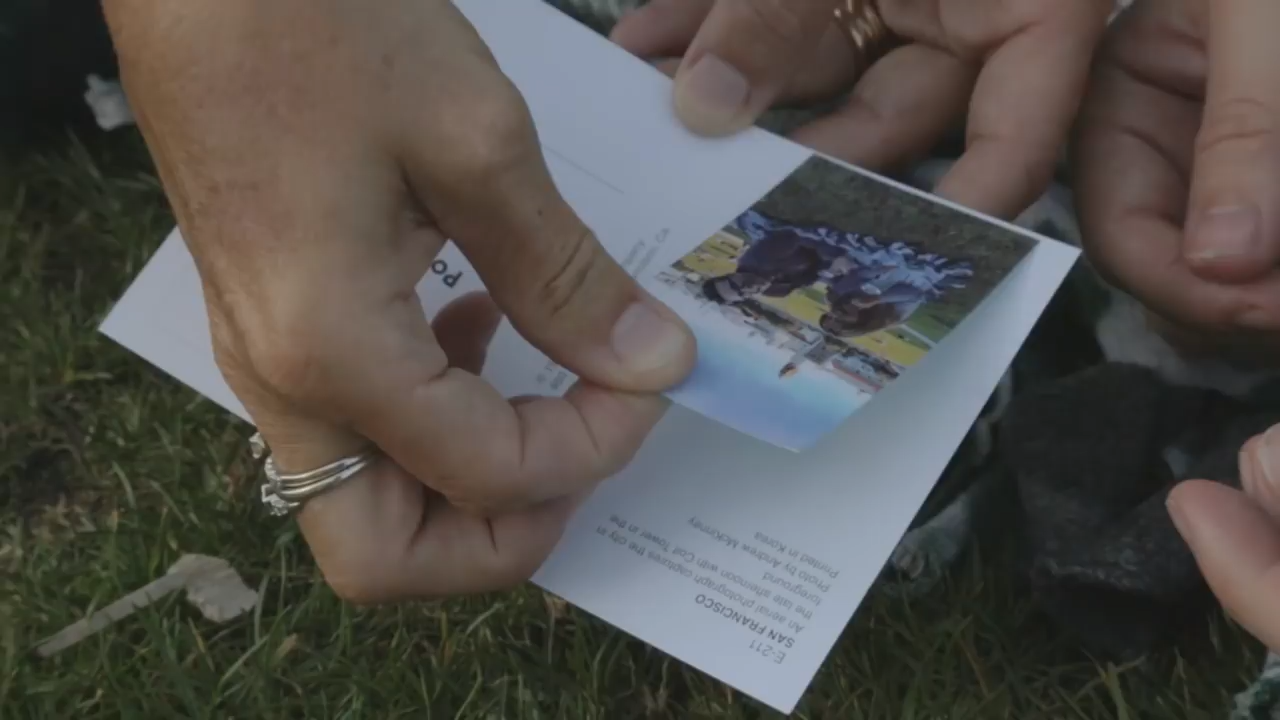 E-211
SAN FRANCISCO
An aerial photograph captures the city in
the late afternoon with Coit Tower in the
foreground
Photo by Andrew McKinney
Printed in Korea
PO